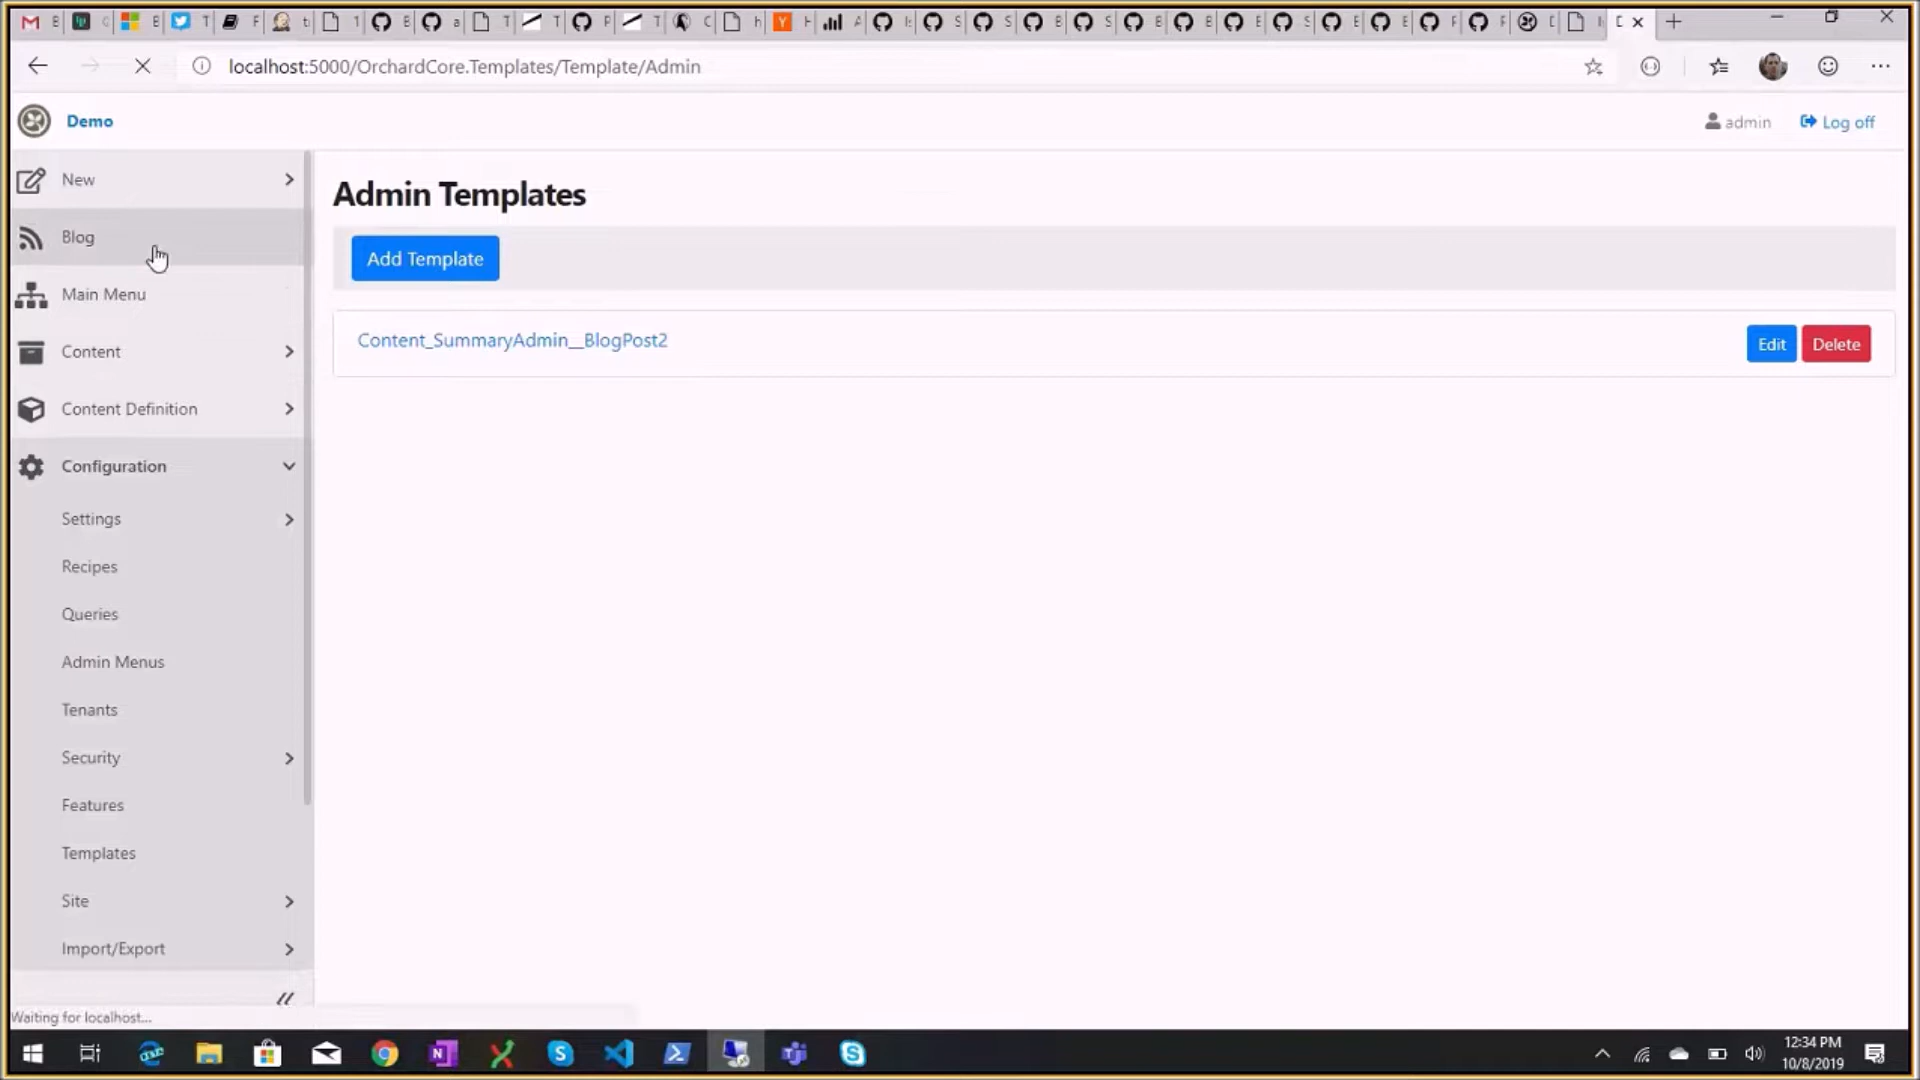 localhost:5000/OrchardCore.Templates/Template/Admin
Demo
admin
Log off
New
Blog
Main Menu
Content
Content Definition
Configuration
Settings
Recipes
Queries
Admin Menus
Tenants
Security
Features
Templates
Site
Import/Export
Admin Templates
Add Template
Content_SummaryAdmin__BlogPost2
Edit
Delete
Waiting for localhost...
12:34 PM
10/8/2019